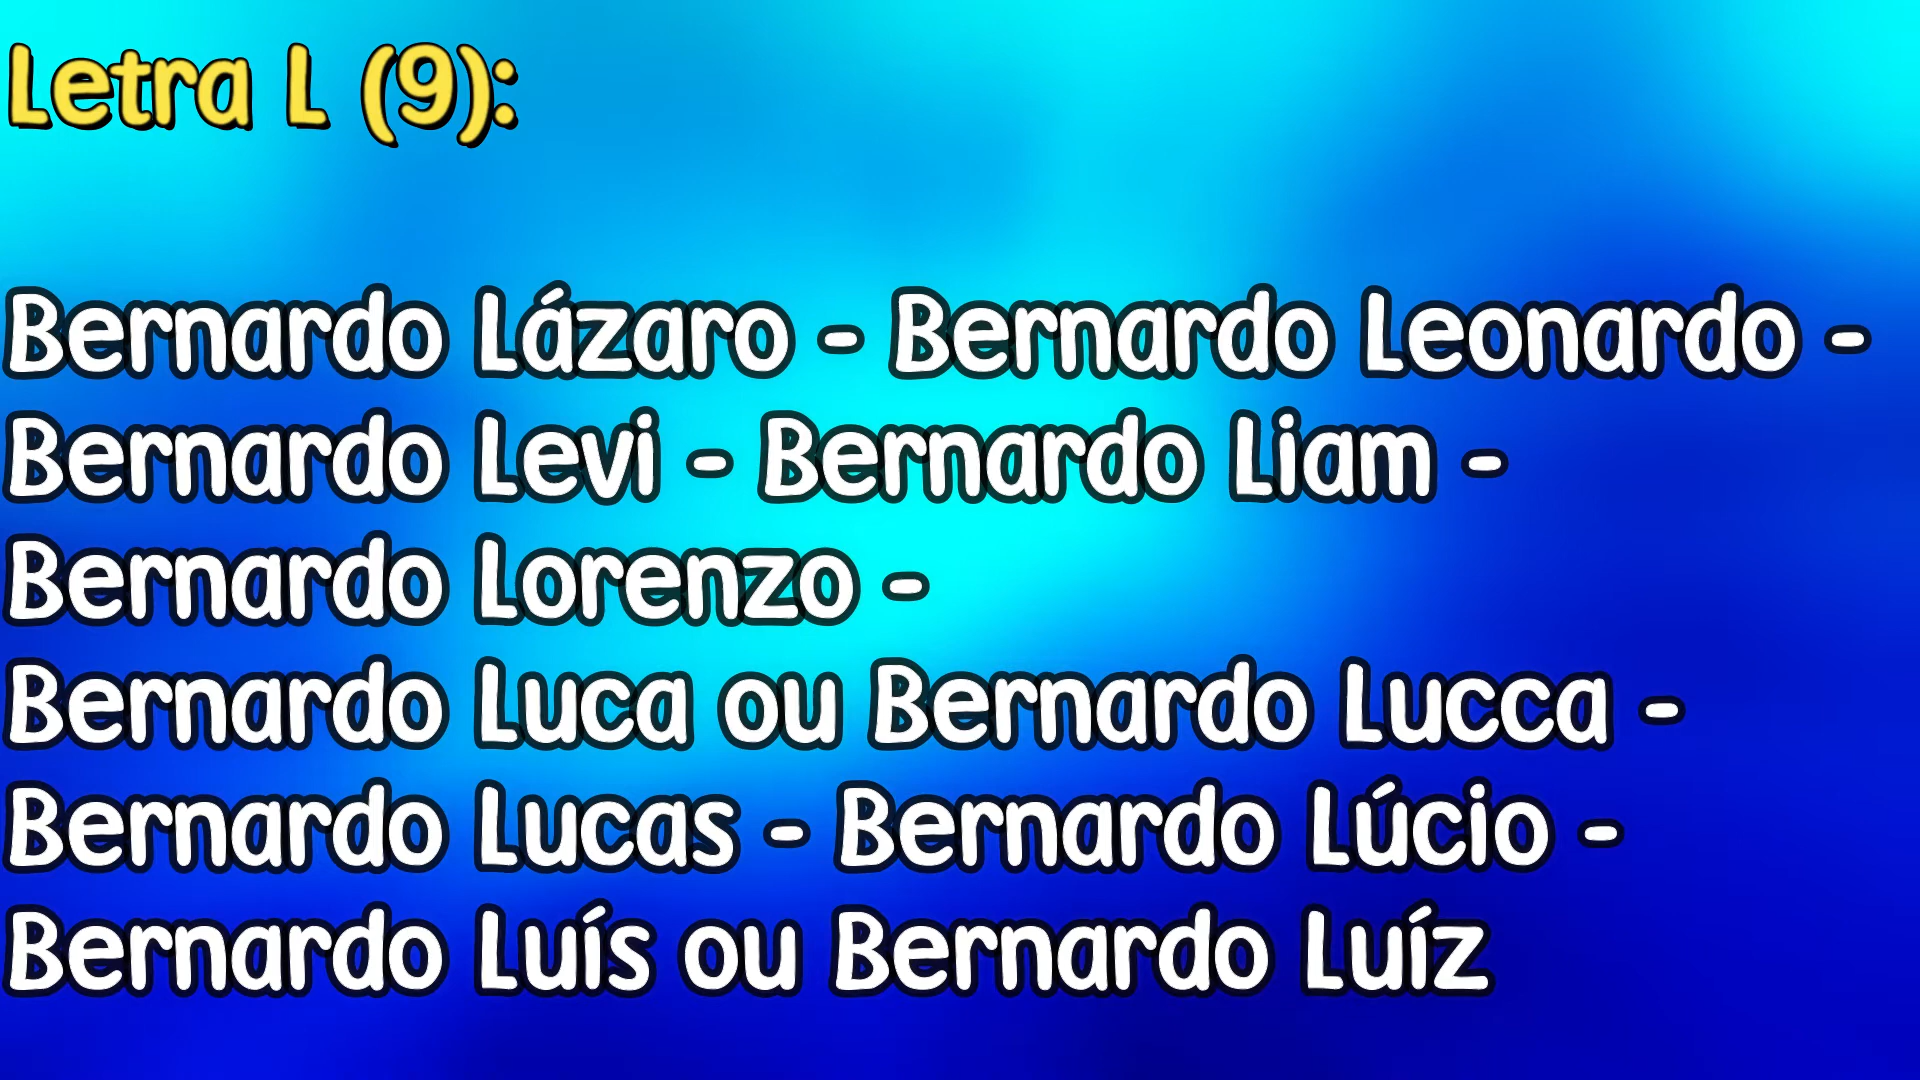 Letra L (9):
Bernardo Lázaro - Bernardo Leonardo -
Bernardo Levi - Bernardo Liam -
Bernardo Lorenzo -
Bernardo Luca ou Bernardo Lucca -
Bernardo Lucas - Bernardo Lúcio -
Bernardo Luís ou Bernardo Luíz